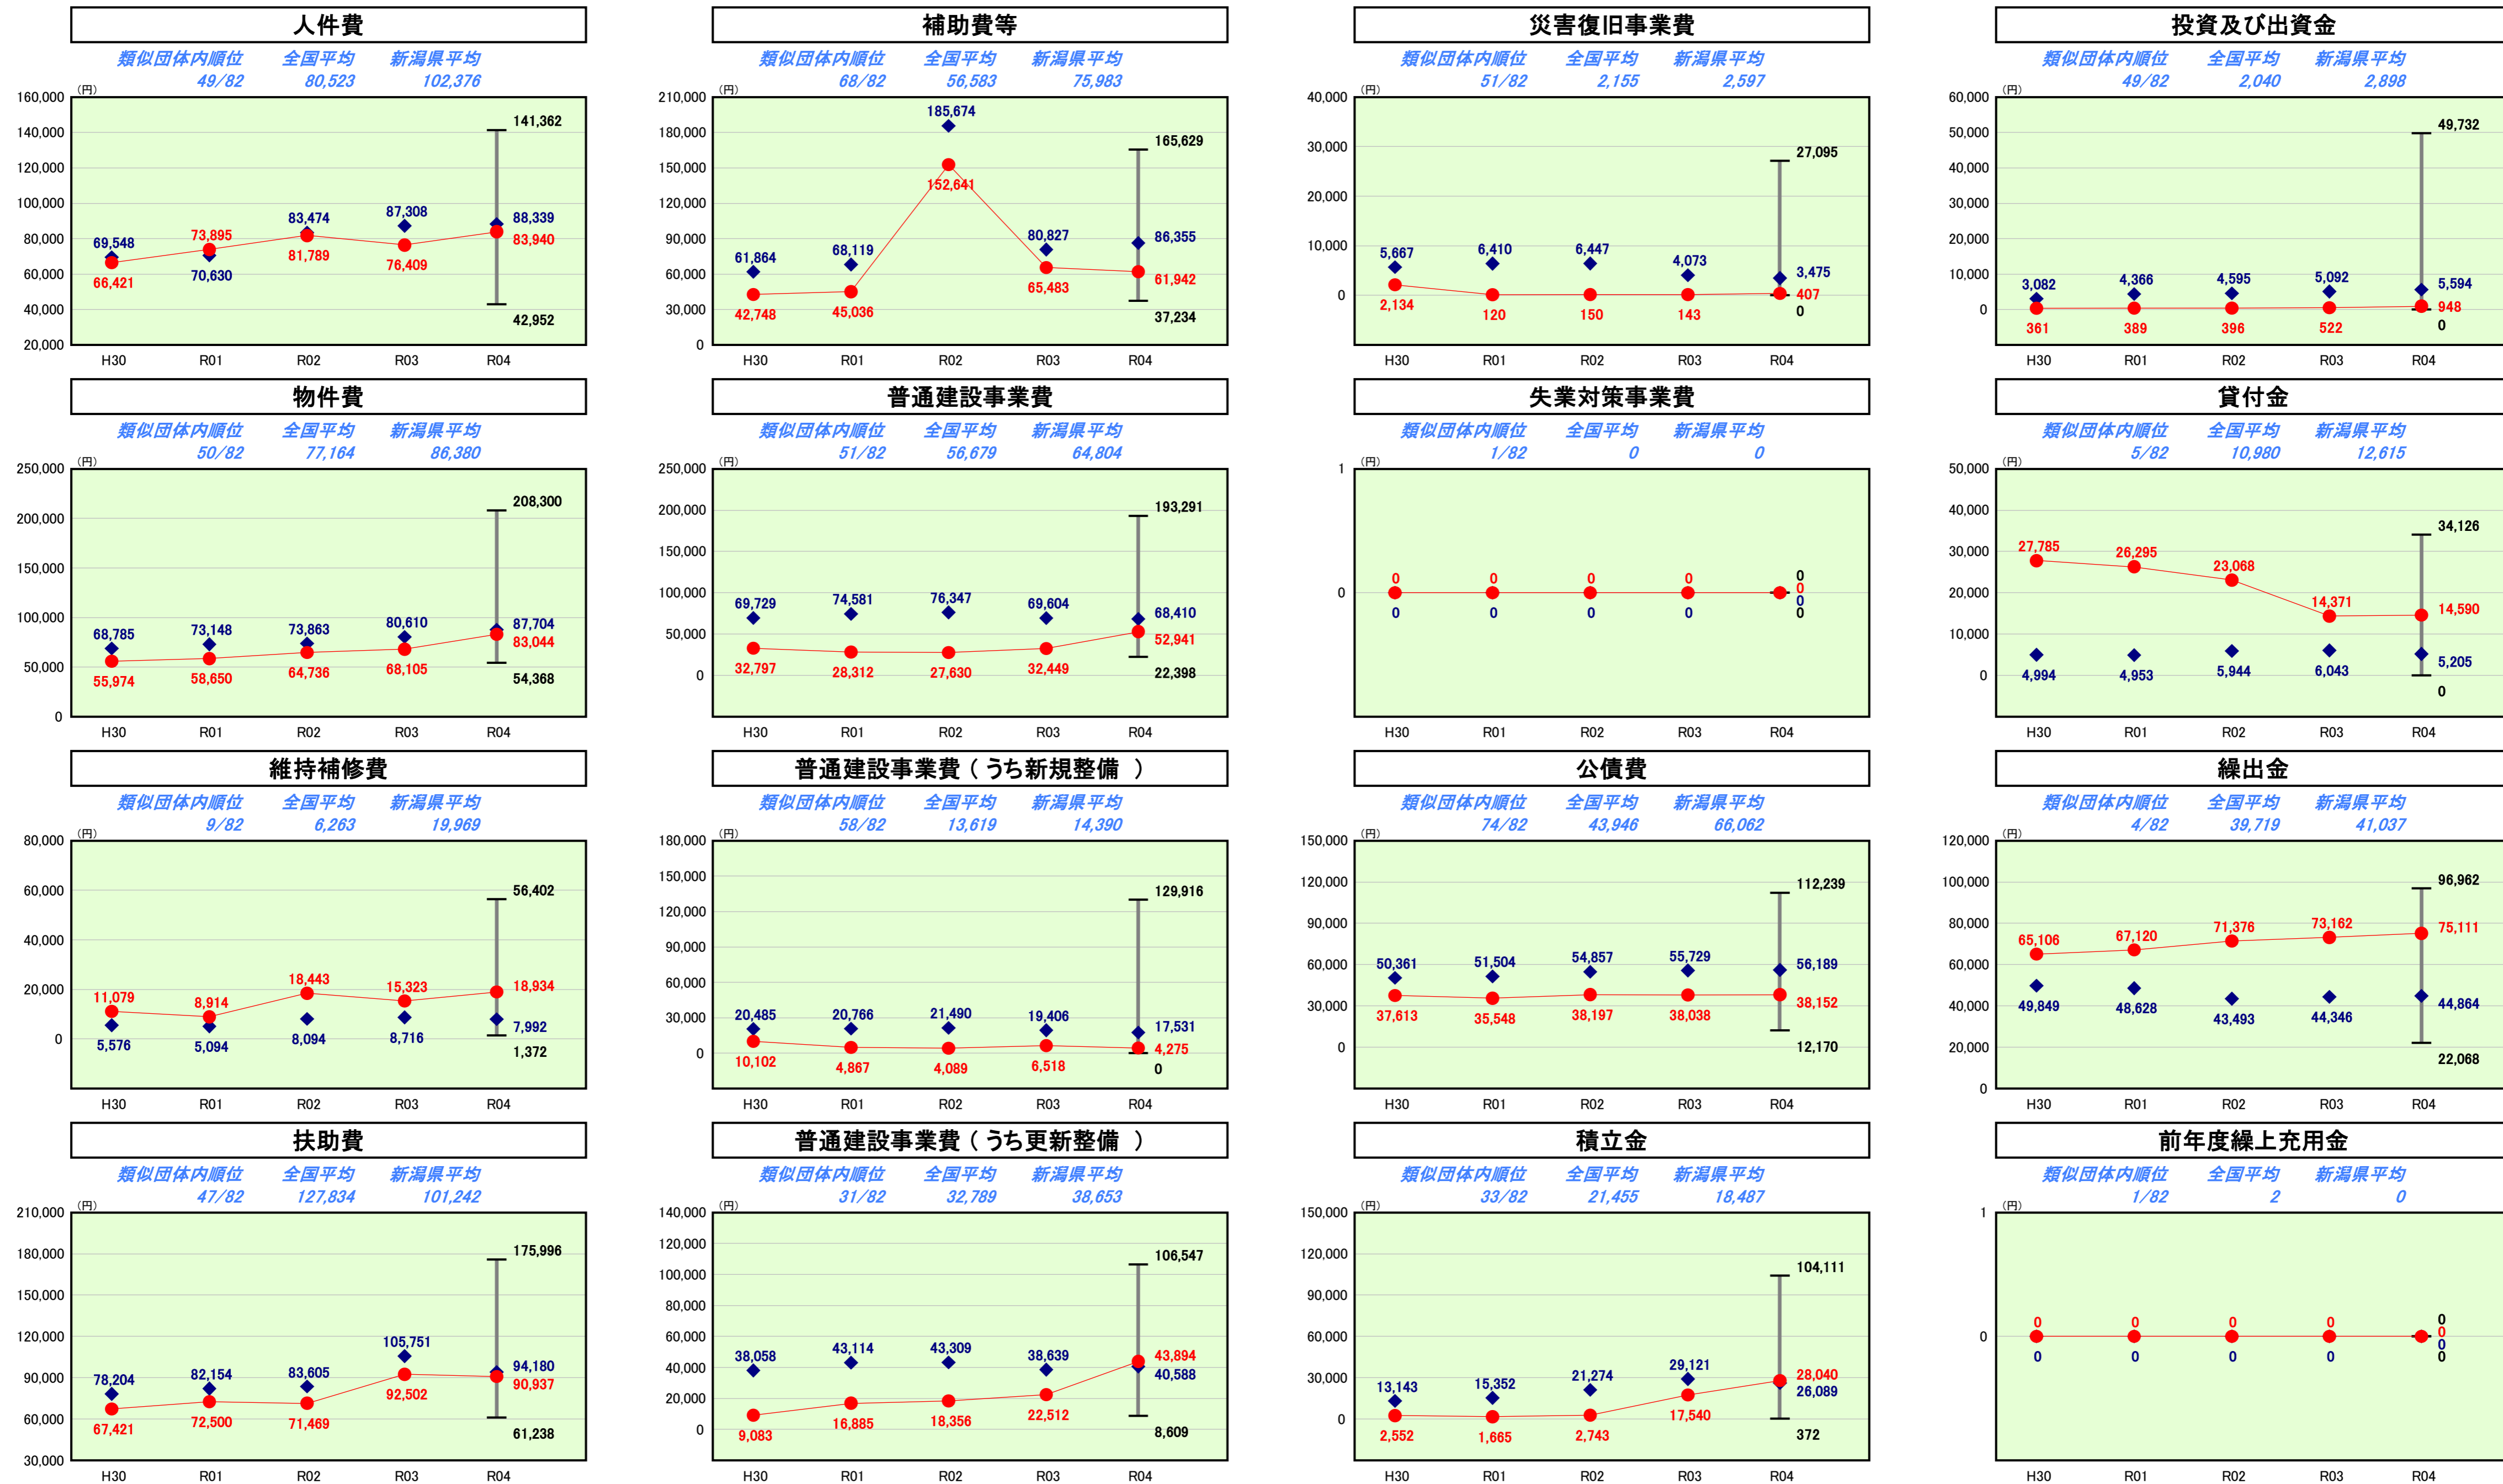 人件費
類似団体内順位 全国平均 新潟県平均
49/82 80,523 102,376
(円)
160,000
140,000
120,000
100,000
80,000
60,000
40,000
20,000
141,362
69,548 73,895 83,474 87,308 88,339
66,421 70,630 81,789 76,409 83,940
42,952
H30 R01 R02 R03 R04
補助費等
類似団体内順位 全国平均 新潟県平均
68/82 56,583 75,983
(円)
210,000
180,000
150,000
120,000
90,000
60,000
30,000
0
185,674
165,629
152,641
61,864 68,119 80,827 86,355
42,748 45,036 65,483 61,942
37,234
H30 R01 R02 R03 R04
災害復旧事業費
類似団体内順位 全国平均 新潟県平均
51/82 2,155 2,597
(円)
40,000
30,000
20,000
10,000
0
27,095
5,667 6,410 6,447 4,073 3,475
2,134 120 150 143 407
0
H30 R01 R02 R03 R04
投資及び出資金
類似団体内順位 全国平均 新潟県平均
49/82 2,040 2,898
(円)
60,000
50,000
40,000
30,000
20,000
10,000
0
49,732
3,082 4,366 4,595 5,092 5,594
361 389 396 522 948
0
H30 R01 R02 R03 R04
物件費
類似団体内順位 全国平均 新潟県平均
50/82 77,164 86,380
(円)
250,000
200,000
150,000
100,000
50,000
0
208,300
68,785 73,148 73,863 80,610 87,704
55,974 58,650 64,736 68,105 83,044
54,368
H30 R01 R02 R03 R04
普通建設事業費
類似団体内順位 全国平均 新潟県平均
51/82 56,679 64,804
(円)
250,000
200,000
150,000
100,000
50,000
0
193,291
69,729 74,581 76,347 69,604 68,410
32,797 28,312 27,630 32,449 52,941
22,398
H30 R01 R02 R03 R04
失業対策事業費
類似団体内順位 全国平均 新潟県平均
1/82 0 0
(円)
1
0
0
0 0 0 0 0
0 0 0 0 0
0
H30 R01 R02 R03 R04
貸付金
類似団体内順位 全国平均 新潟県平均
5/82 10,980 12,615
(円)
50,000
40,000
30,000
20,000
10,000
0
34,126
27,785 26,295 23,068 14,371 14,590
4,994 4,953 5,944 6,043 5,205
0
H30 R01 R02 R03 R04
維持補修費
類似団体内順位 全国平均 新潟県平均
9/82 6,263 19,969
(円)
80,000
60,000
40,000
20,000
0
56,402
11,079 8,914 18,443 15,323 18,934
5,576 5,094 8,094 8,716 7,992
1,372
H30 R01 R02 R03 R04
普通建設事業費(うち新規整備 )
類似団体内順位 全国平均 新潟県平均
58/82 13,619 14,390
(円)
180,000
150,000
120,000
90,000
60,000
30,000
0
129,916
20,485 20,766 21,490 19,406 17,531
10,102 4,867 4,089 6,518 4,275
0
H30 R01 R02 R03 R04
公債費
類似団体内順位 全国平均 新潟県平均
74/82 43,946 66,062
(円)
150,000
120,000
90,000
60,000
30,000
0
112,239
50,361 51,504 54,857 55,729 56,189
37,613 35,548 38,197 38,038 38,152
12,170
H30 R01 R02 R03 R04
繰出金
類似団体内順位 全国平均 新潟県平均
4/82 39,719 41,037
(円)
120,000
100,000
80,000
60,000
40,000
20,000
0
96,962
65,106 67,120 71,376 73,162 75,111
49,849 48,628 43,493 44,346 44,864
22,068
H30 R01 R02 R03 R04
扶助費
類似団体内順位 全国平均 新潟県平均
47/82 127,834 101,242
(円)
210,000
180,000
150,000
120,000
90,000
60,000
30,000
175,996
78,204 82,154 83,605 105,751 94,180
67,421 72,500 71,469 92,502 90,937
61,238
H30 R01 R02 R03 R04
普通建設事業費(うち更新整備 )
類似団体内順位 全国平均 新潟県平均
31/82 32,789 38,653
(円)
140,000
120,000
100,000
80,000
60,000
40,000
20,000
0
106,547
38,058 43,114 43,309 38,639 43,894
9,083 16,885 18,356 22,512 40,588
8,609
H30 R01 R02 R03 R04
積立金
類似団体内順位 全国平均 新潟県平均
33/82 21,455 18,487
(円)
150,000
120,000
90,000
60,000
30,000
0
104,111
13,143 15,352 21,274 29,121 28,040
2,552 1,665 2,743 17,540 26,089
372
H30 R01 R02 R03 R04
前年度繰上充用金
類似団体内順位 全国平均 新潟県平均
1/82 2 0
(円)
1
0
0
0 0 0 0 0
0 0 0 0 0
0
H30 R01 R02 R03 R04